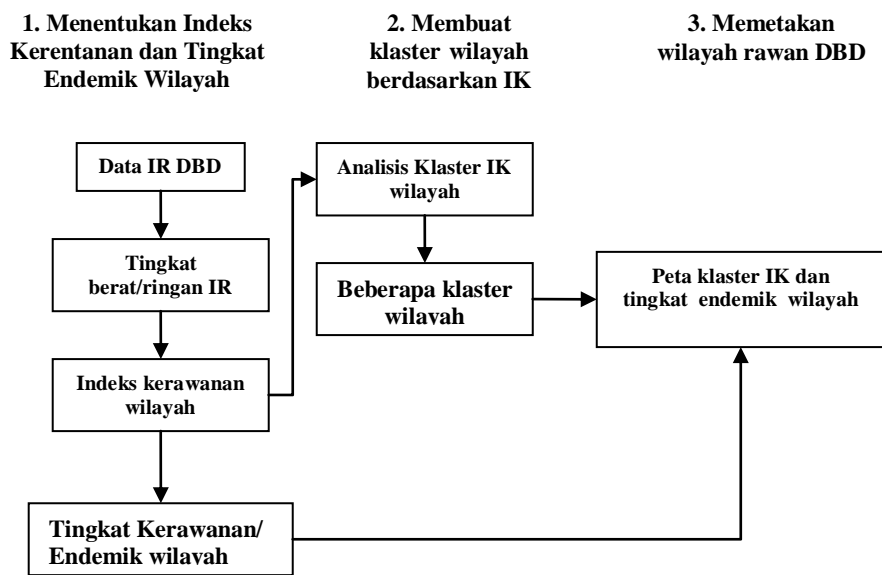 1. Menentukan Indeks
Kerentanan dan Tingkat
Endemik Wilayah
2. Membuat
klaster wilayah
berdasarkan IK
3. Memetakan
wilayah rawan DBD
Data IR DBD
Tingkat
berat/ringan IR
Indeks kerawanan
wilayah
Tingkat Kerawanan/
Endemik wilayah
Analisis Klaster IK
wilayah
Beberapa klaster
wilayah
Peta klaster IK dan
tingkat endemik wilayah